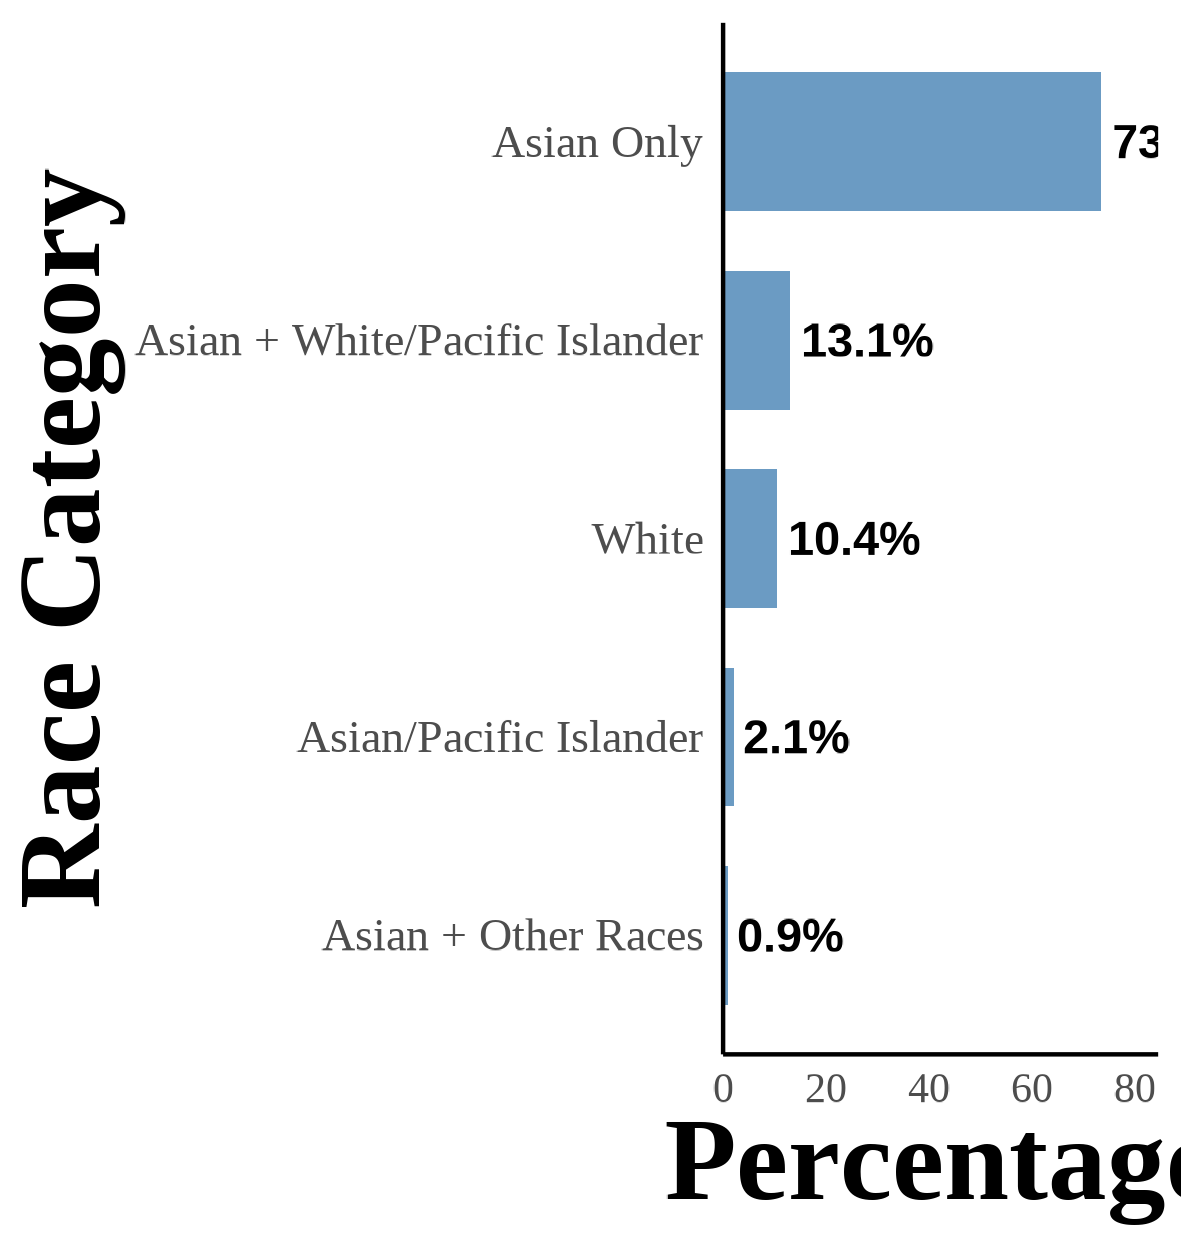 Race Category
Asian Only
73
Asian + White/Pacific Islander
13.1%
White
10.4%
Asian/Pacific Islander
2.1%
Asian + Other Races
0.9%
0 20 40 60 80
Percentage